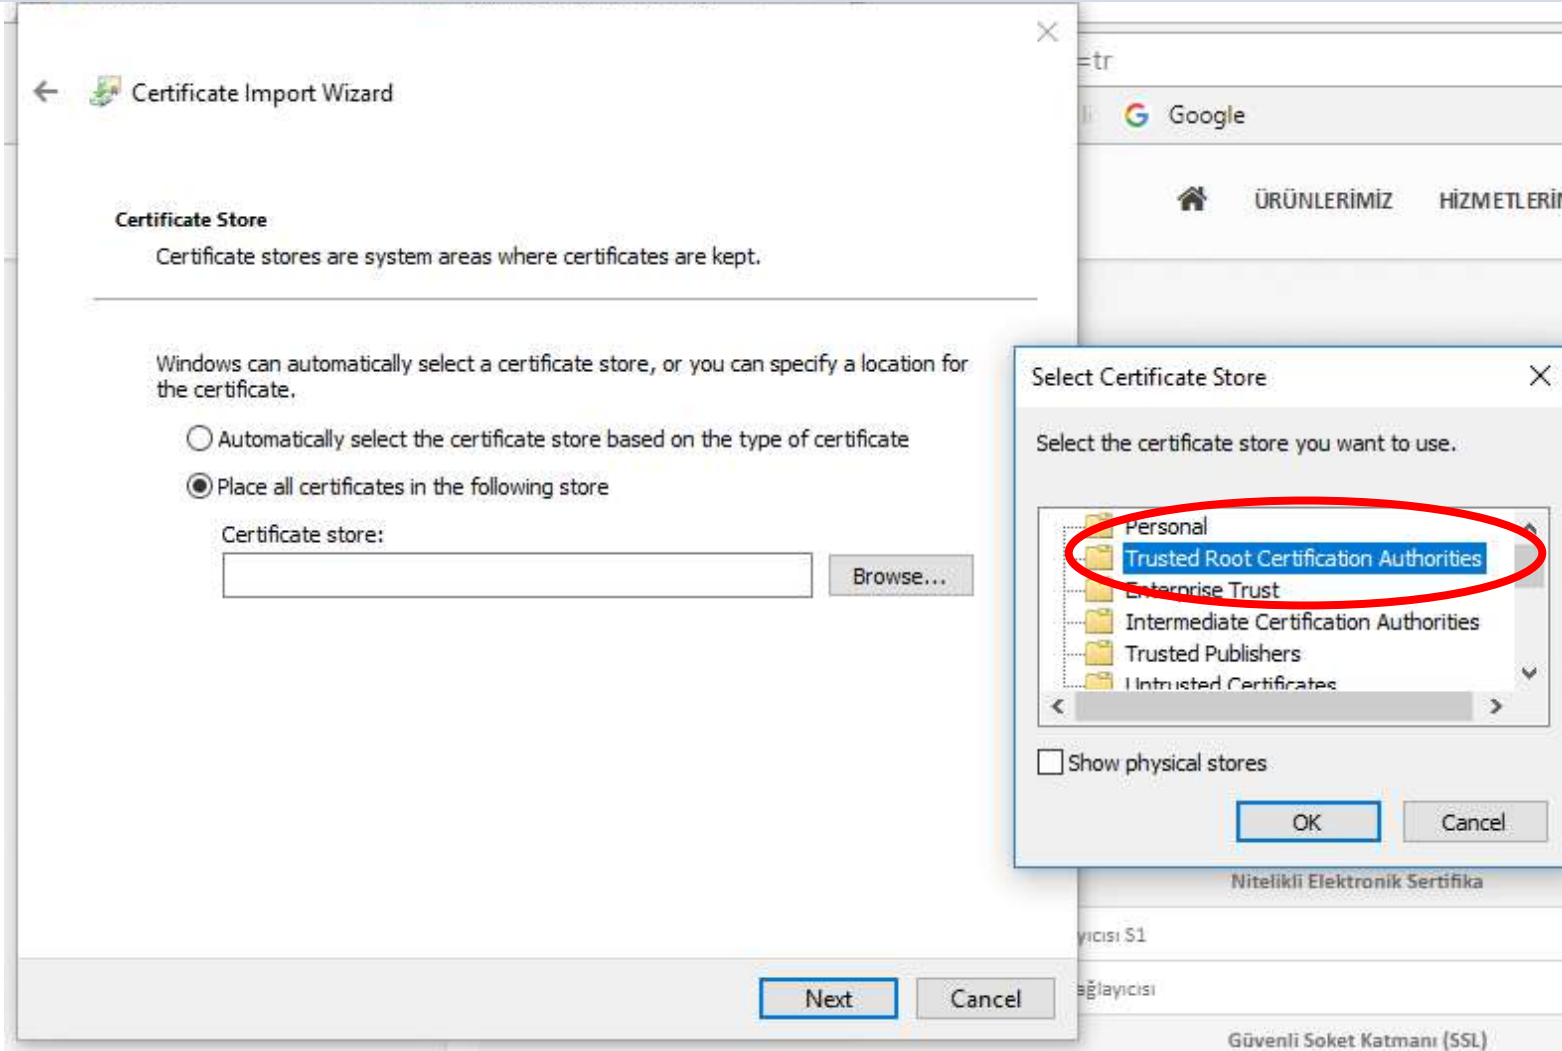 =tr
Certificate Import Wizard
Google
ÜRÜNLERİMİZ
Certificate Store
Certificate stores are system areas where certificates are kept.
Windows can automatically select a certificate store, or you can specify a location for
the certificate.
Automatically select the certificate store based on the type of certificate
Place all certificates in the following store
Certificate store:
Browse...
Next
Cancel
Select Certificate Store
Select the certificate store you want to use.
Personal
Trusted Root Certification Authorities
Enterprise Trust
Intermediate Certification Authorities
Trusted Publishers
Untrusted Certificates
Show physical stores
OK
Cancel
Nitelikli Elektronik Sertifika
yıcısı S1
ağlayıcısı
Güvenli Soket Katmanı (SSL)